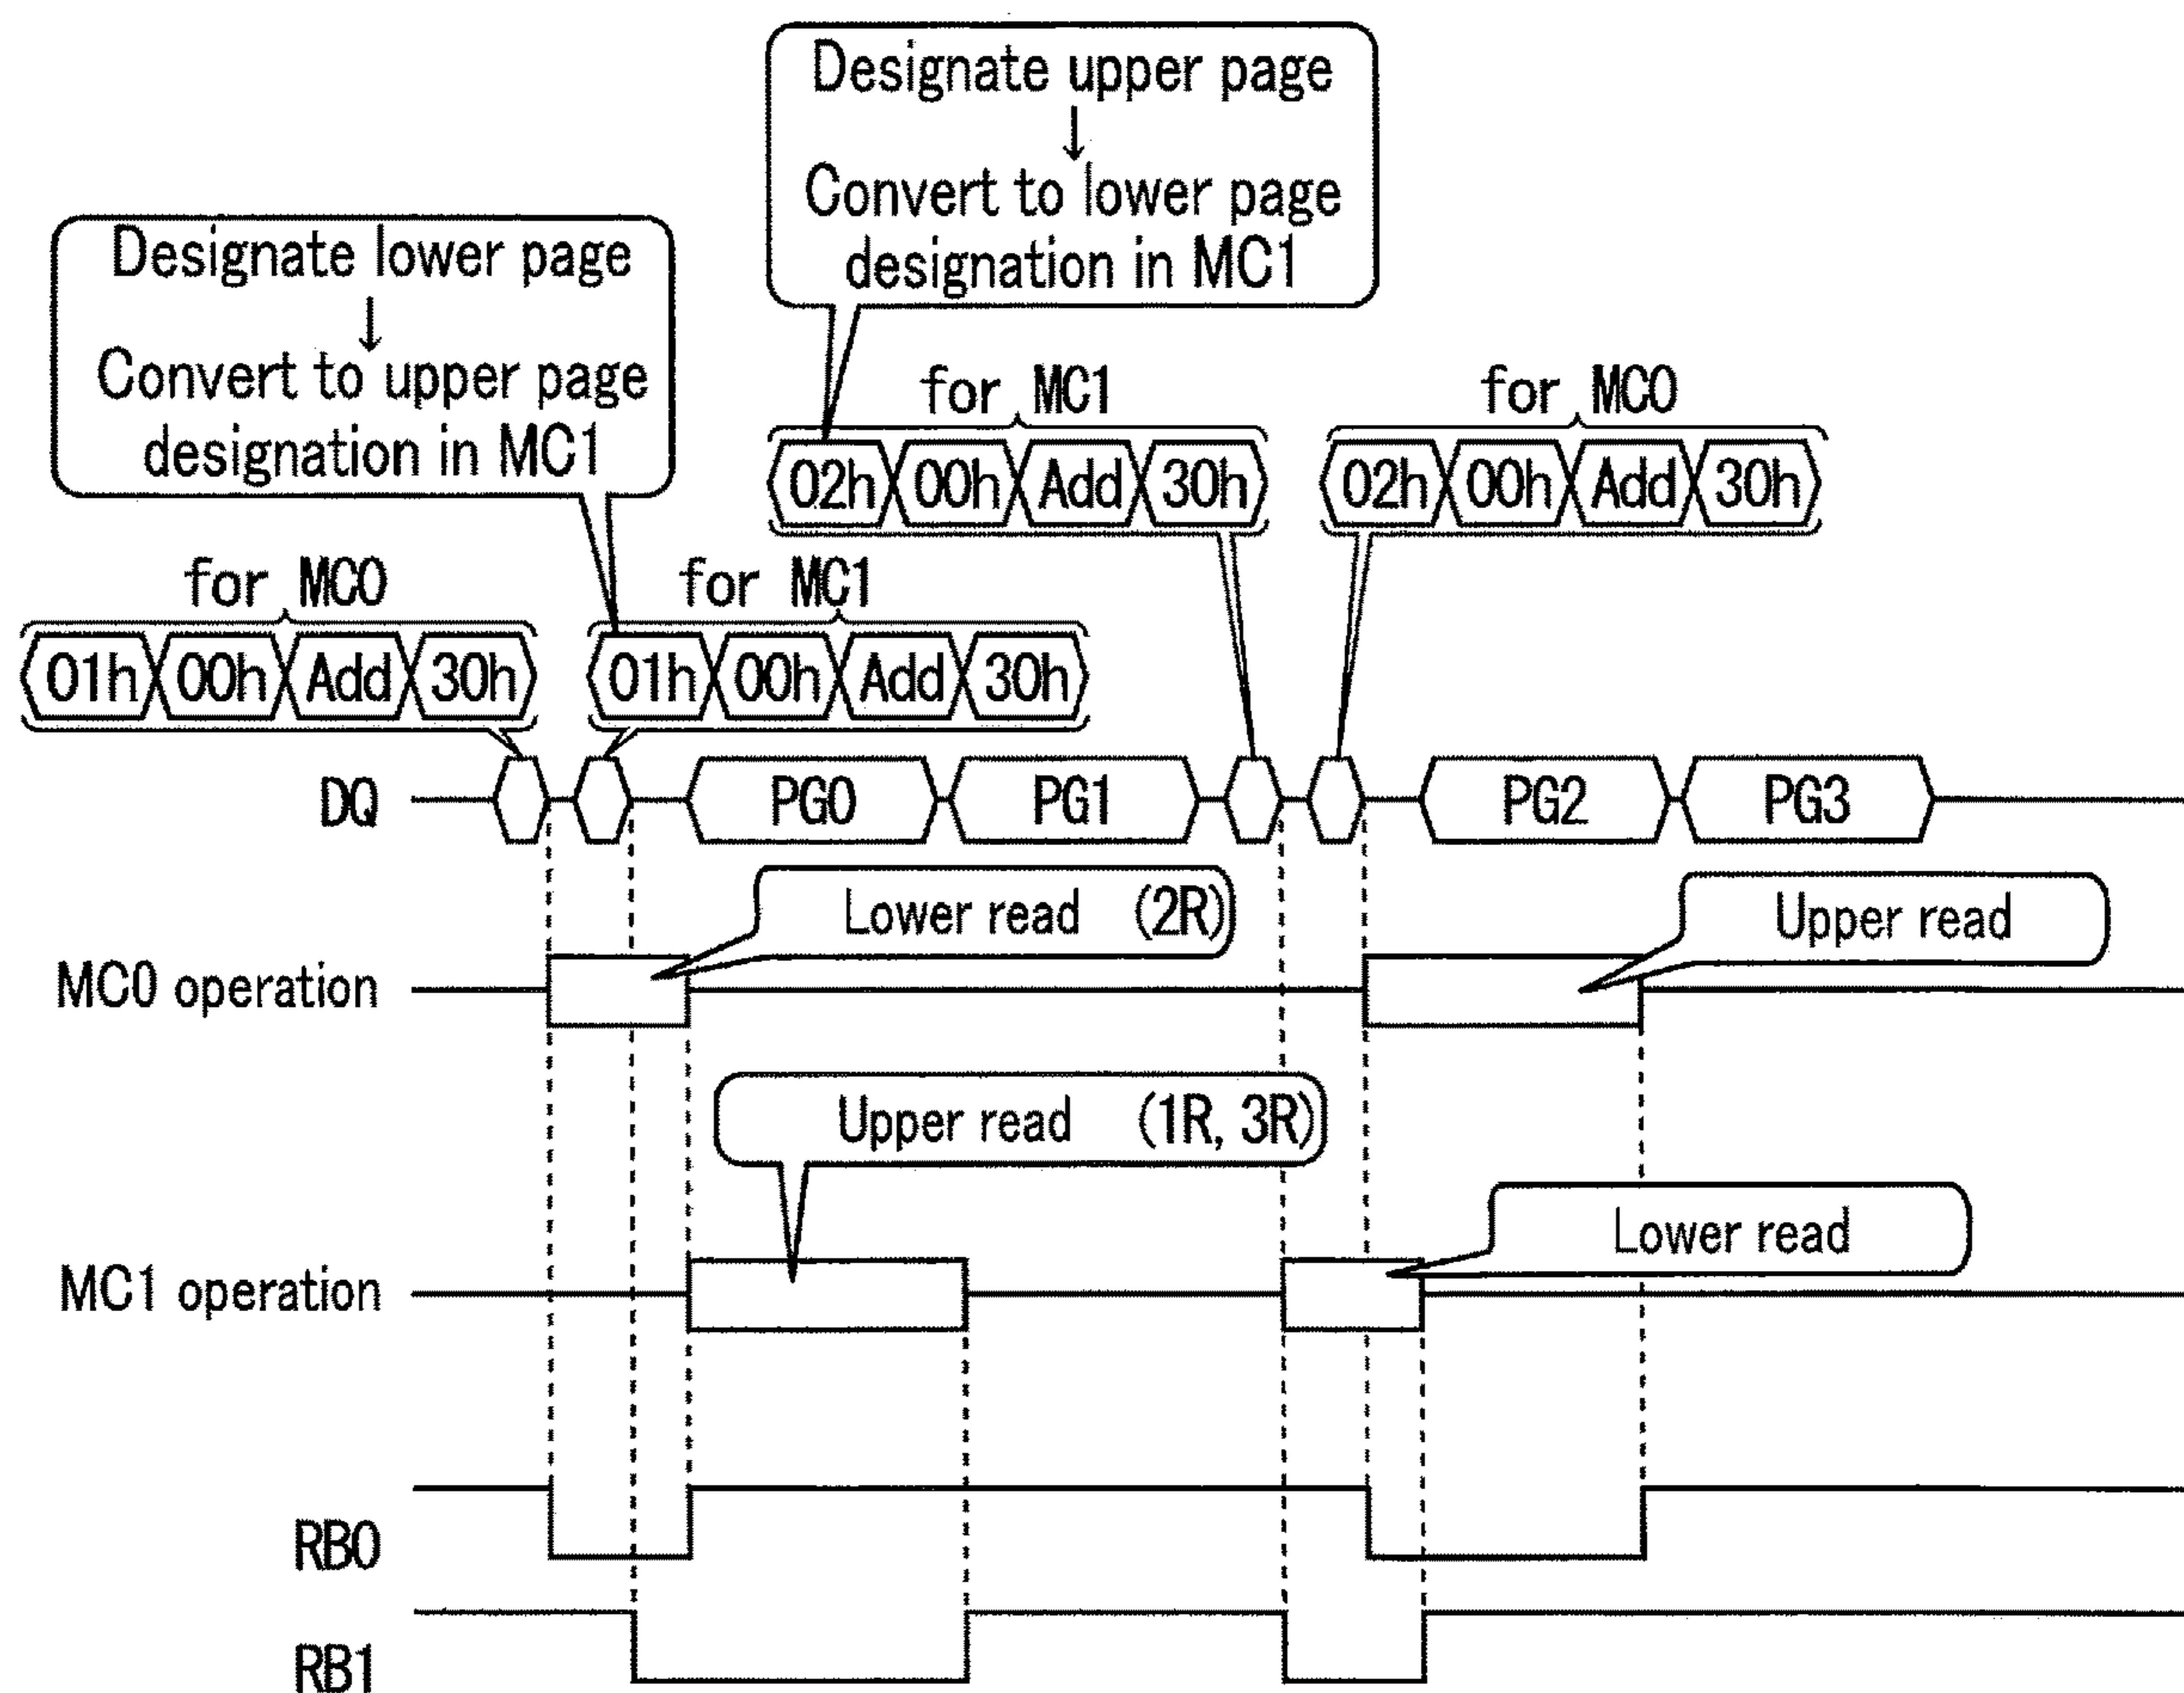 Designate upper page
↓
Convert to lower page
designation in MC1
Designate lower page
↓
Convert to upper page
designation in MC1
for MC1
02h 00h Add 30h
for MC0
02h 00h Add 30h
for MC0
01h 00h Add 30h
for MC1
01h 00h Add 30h
DQ PG0 PG1 PG2 PG3
Lower read (2R)
Upper read
MC0 operation
Upper read (1R, 3R)
Lower read
MC1 operation
RB0
RB1